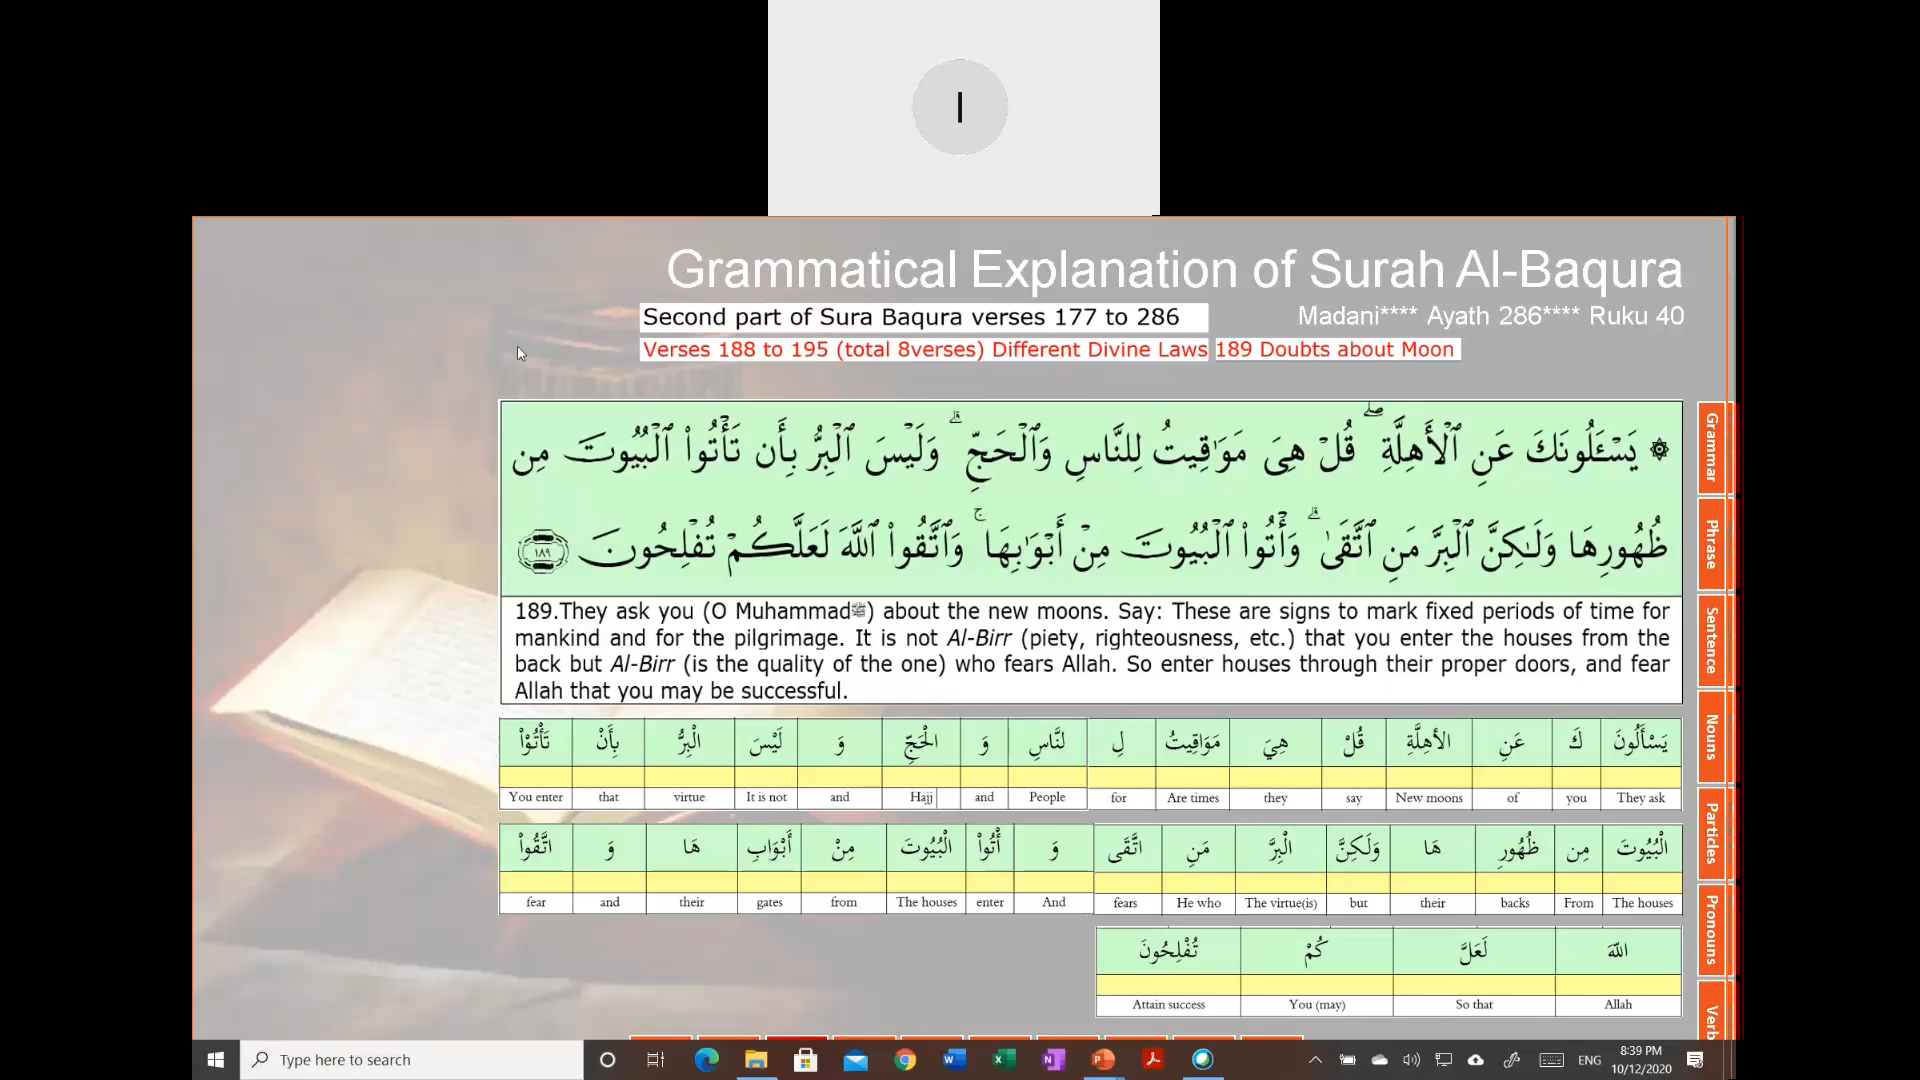 I
Grammatical Explanation of Surah Al-Baqura
Second part of Sura Baqura verses 177 to 286
Madani**** Ayath 286**** Ruku 40
Verses 188 to 195 (total 8verses) Different Divine Laws 189 Doubts about Moon
۞ يَسْـَٔلُونَكَ عَنِ ٱلْأَهِلَّةِ ۖ قُلْ هِىَ مَوَٰقِيتُ لِلنَّاسِ وَٱلْحَجِّ ۗ وَلَيْسَ ٱلْبِرُّ بِأَن تَأْتُوا۟ ٱلْبُيُوتَ مِن
ظُهُورِهَا وَلَـٰكِنَّ ٱلْبِرَّ مَنِ ٱتَّقَىٰ ۗ وَأْتُوا۟ ٱلْبُيُوتَ مِنْ أَبْوَٰبِهَا ۚ وَٱتَّقُوا۟ ٱللَّهَ لَعَلَّكُمْ تُفْلِحُونَ ١٨٩
189.They ask you (O Muhammadﷺ) about the new moons. Say: These are signs to mark fixed periods of time for
mankind and for the pilgrimage. It is not Al-Birr (piety, righteousness, etc.) that you enter the houses from the
back but Al-Birr (is the quality of the one) who fears Allah. So enter houses through their proper doors, and fear
Allah that you may be successful.
يَسْأَلُونَ كَ عَنِ الأهِلَّةِ قُلْ هِيَ مَوَاقِيتُ لِ لنَّاسِ وَ الْحَجِّ وَ لَيْسَ الْبِرُّ بِأَنْ تَأْتُوْاْ
You enter that virtue It is not and Hajj and People for Are times they say New moons of you They ask
الْبُيُوتَ مِن ظُهُورِ هَا وَلَكِنَّ الْبِرَّ مَنِ اتَّقَى وَ أْتُواْ الْبُيُوتَ مِنْ أَبْوَابِ هَا وَ اتَّقُواْ
fear and their gates from The houses enter And fears He who The virtue(is) but their backs From The houses
اللّهَ لَعَلَّ كُمْ تُفْلِحُونَ
Attain success You (may) So that Allah
Grammar
Phrase
Sentence
Nouns
Particles
Pronouns
Verb
Type here to search
ENG
8:39 PM
10/12/2020